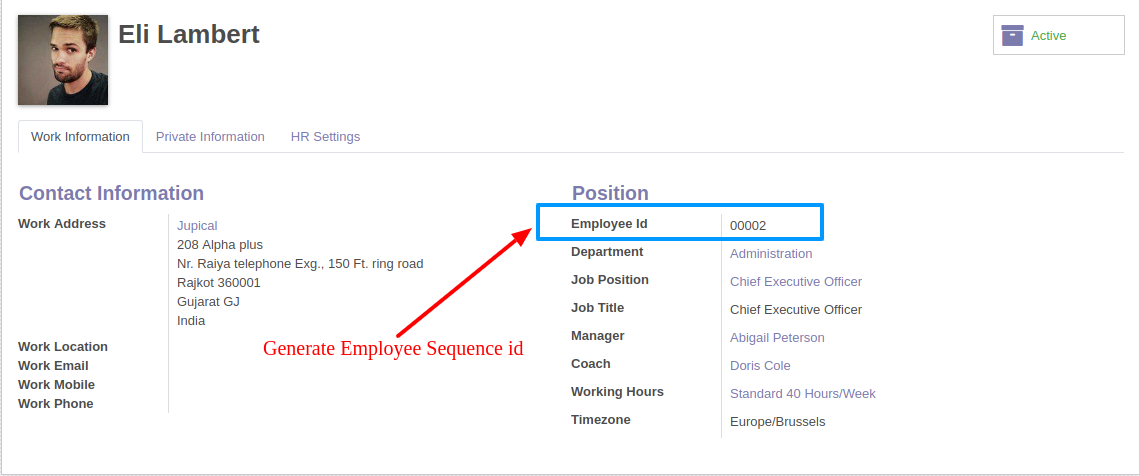 Eli Lambert
Active
Work Information Private Information HR Settings
Contact Information
Work Address Jupical
208 Alpha plus
Nr. Raiya telephone Exg., 150 Ft. ring road
Rajkot 360001
Gujarat GJ
India
Work Location
Work Email
Work Mobile
Work Phone
Generate Employee Sequence id
Position
Employee Id 00002
Department Administration
Job Position Chief Executive Officer
Job Title Chief Executive Officer
Manager Abigail Peterson
Coach Doris Cole
Working Hours Standard 40 Hours/Week
Timezone Europe/Brussels